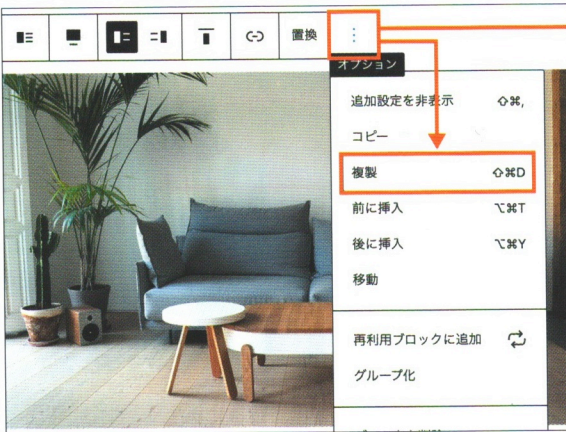 置換
オプション
追加設定を非表示 ⇧⌘,
コピー
複製 ⇧⌘D
前に挿入 ⌥⌘T
後に挿入 ⌥⌘Y
移動
再利用ブロックに追加
グループ化